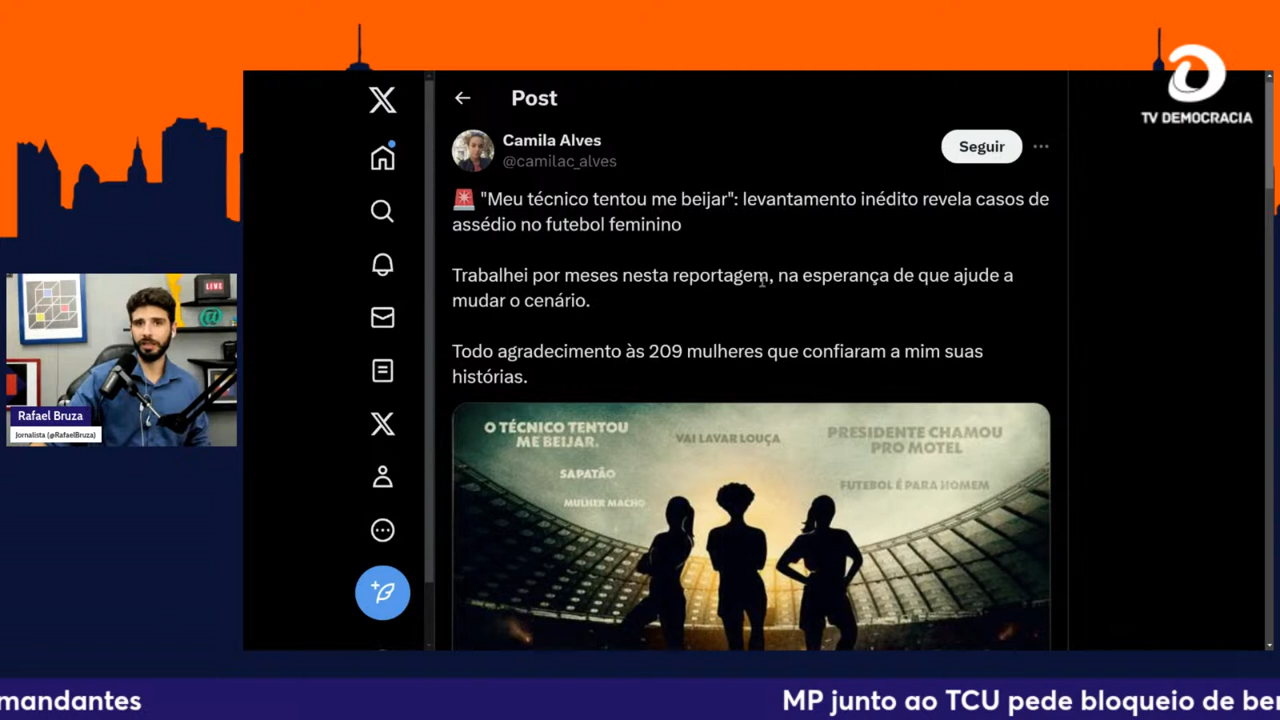 TV DEMOCRACIA
Post
Camila Alves
@camilac_alves
Seguir
"Meu técnico tentou me beijar": levantamento inédito revela casos de
assédio no futebol feminino
Trabalhei por meses nesta reportagem, na esperança de que ajude a
mudar o cenário.
Todo agradecimento às 209 mulheres que confiaram a mim suas
histórias.
O TÉCNICO TENTOU
ME BEIJAR.
VAI LAVAR LOUÇA
PRESIDENTE CHAMOU
PRO MOTEL
SAPATÃO
FUTEBOL É PARA HOMEM
MULHER MACHO
LIVE
@
Rafael Bruza
Jornalista (@RafaelBruza)
mandantes
MP junto ao TCU pede bloqueio de be